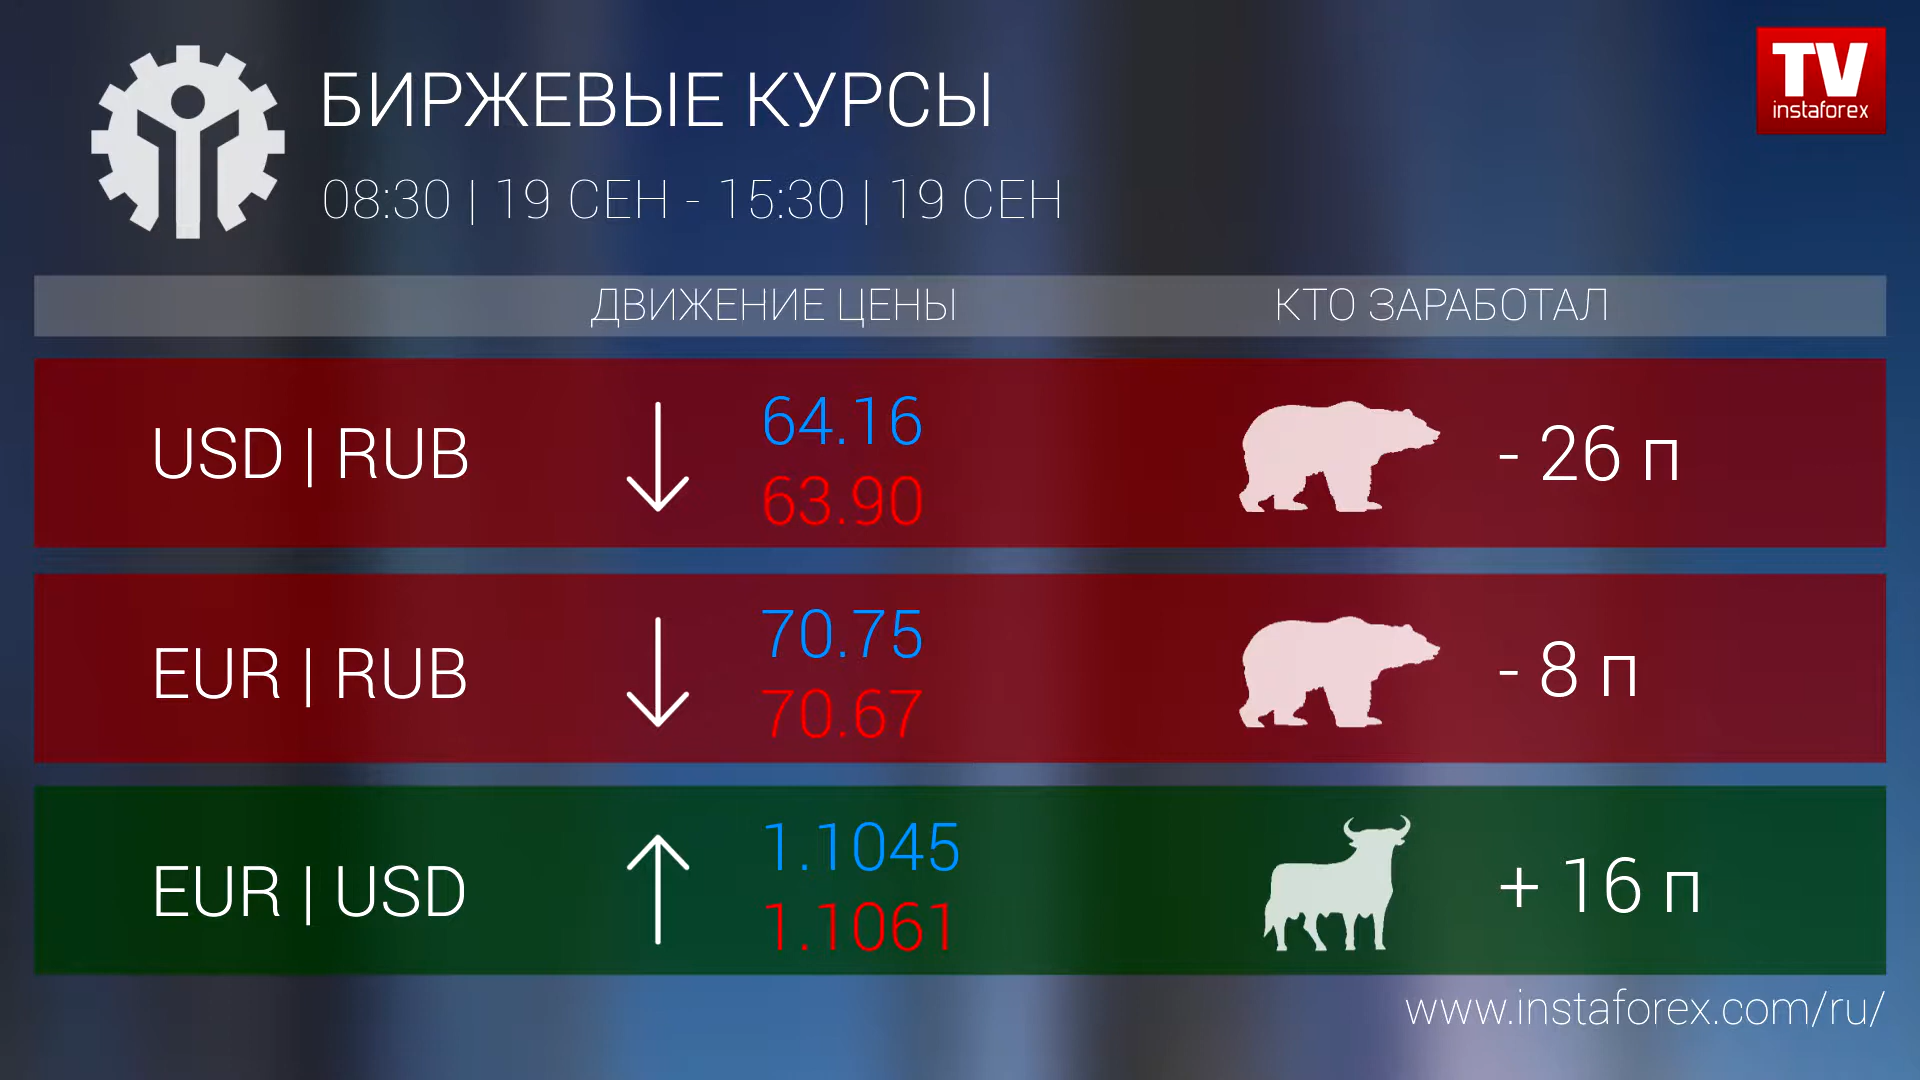 БИРЖЕВЫЕ КУРСЫ
TV
instaforex
08:30 | 19 СЕН - 15:30 | 19 СЕН
ДВИЖЕНИЕ ЦЕНЫ КТО ЗАРАБОТАЛ
USD | RUB
64.16
63.90
- 26 п
EUR | RUB
70.75
70.67
- 8 п
EUR | USD
1.1045
1.1061
+ 16 п
www.instaforex.com/ru/